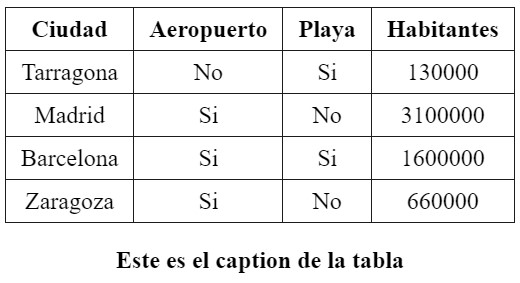 Ciudad Aeropuerto Playa Habitantes
Tarragona No Si 130000
Madrid Si No 3100000
Barcelona Si Si 1600000
Zaragoza Si No 660000
Este es el caption de la tabla